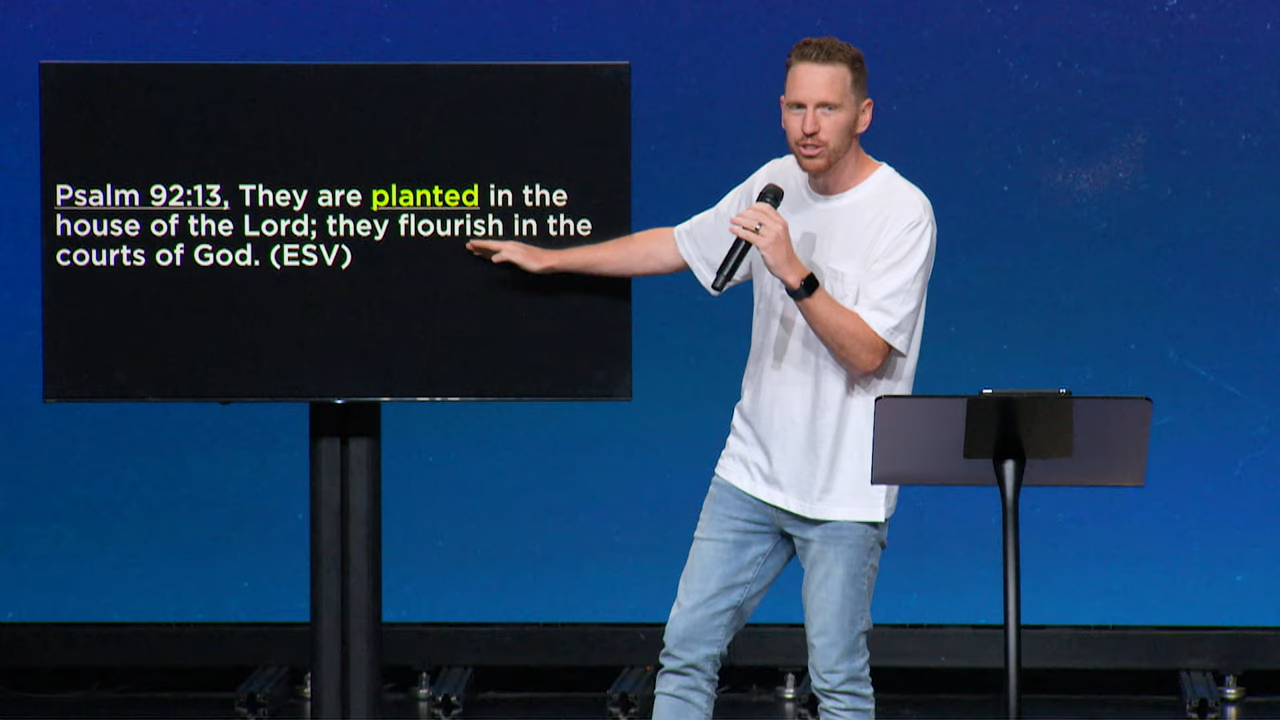 Psalm 92:13, They are planted in the
house of the Lord; they flourish in the
courts of God. (ESV)